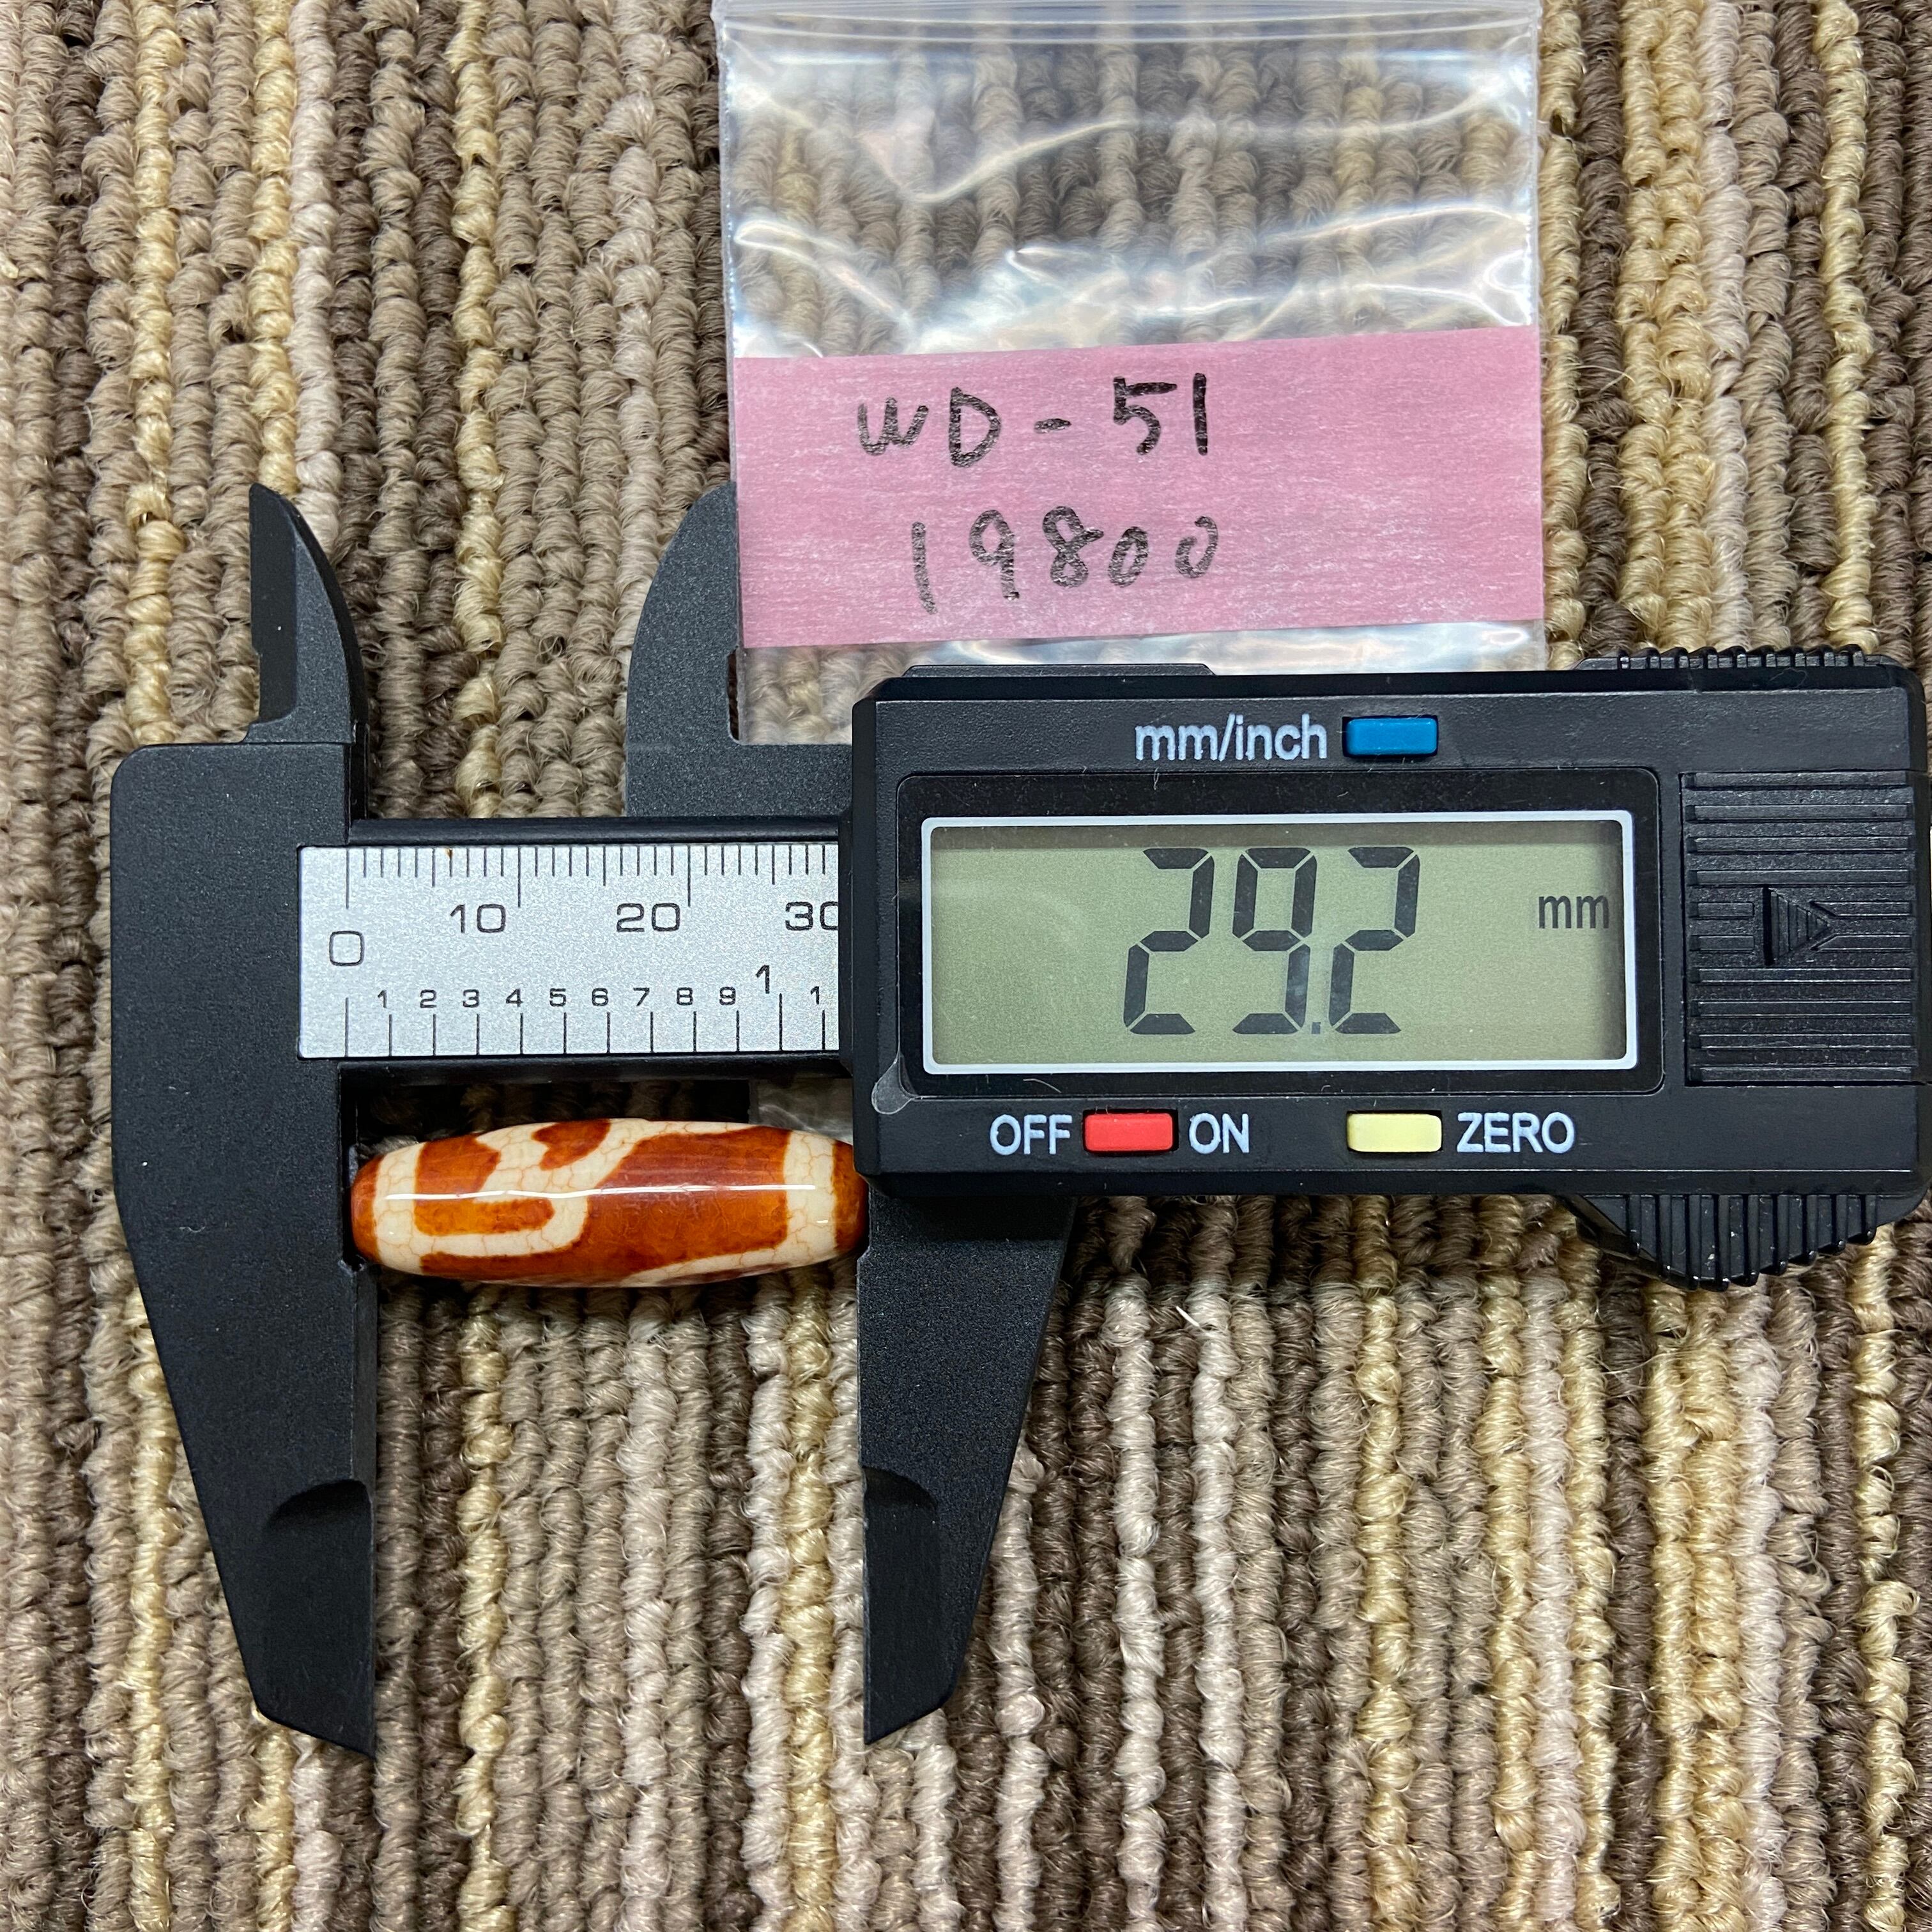 WD-51
19800
mm/inch
29.2 mm
OFF ON ZERO
10 20 30
0
1 2 3 4 5 6 7 8 9 1 1